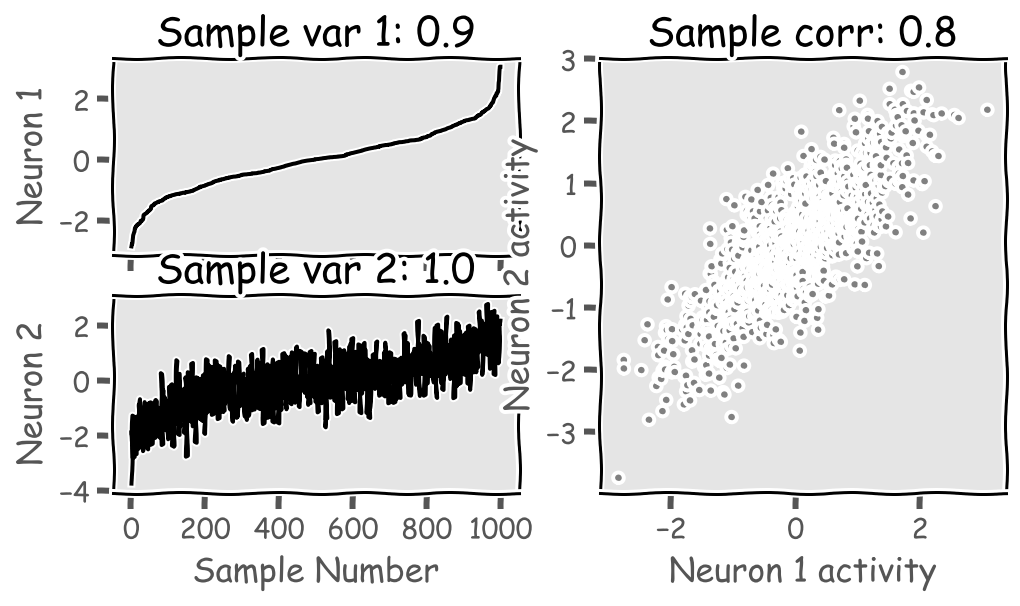 Sample var 1: 0.9
Neuron 1
2
0
−2
Sample var 2: 1.0
Neuron 2
2
0
−2
−4
0 200 400 600 800 1000
Sample Number
Sample corr: 0.8
Neuron 2 activity
3
2
1
0
−1
−2
−3
−2 0 2
Neuron 1 activity